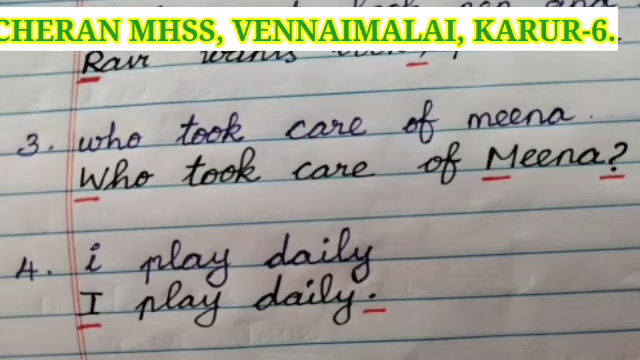 CHERAN MHSS, VENNAIMALAI, KARUR-6.
Ravi
3. who took care of meena.
Who took care of Meena?
4. i play daily
I play daily.